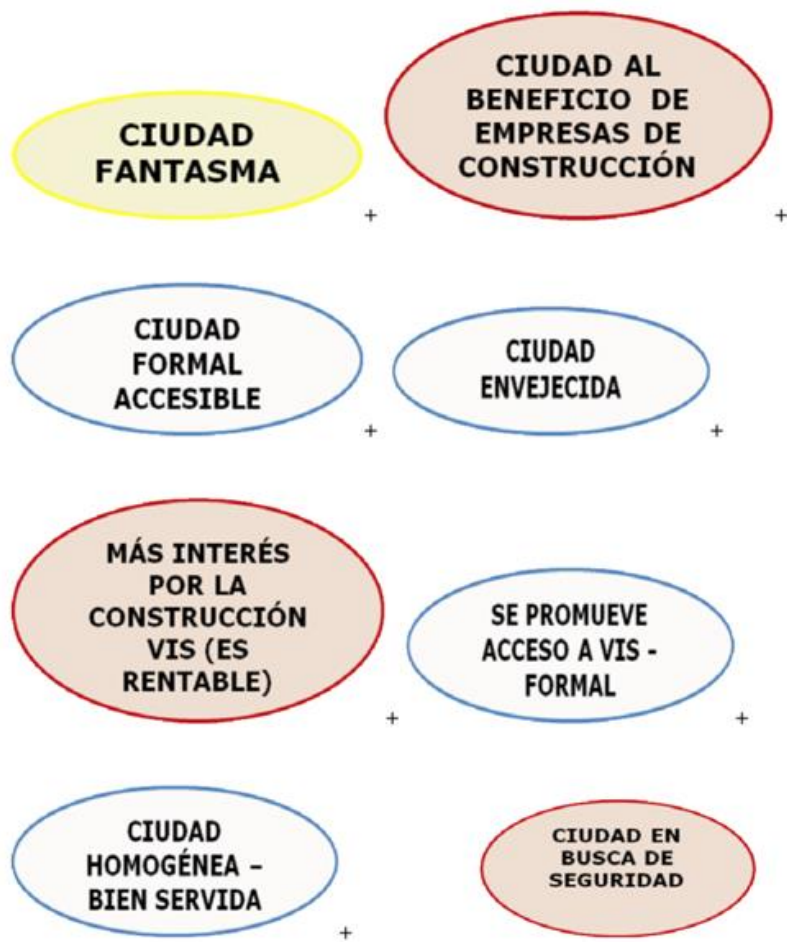 CIUDAD
FANTASMA
+
CIUDAD AL
BENEFICIO DE
EMPRESAS DE
CONSTRUCCIÓN
+
CIUDAD
FORMAL
ACCESIBLE
+
CIUDAD
ENVEJECIDA
+
MÁS INTERÉS
POR LA
CONSTRUCCIÓN
VIS (ES
RENTABLE)
+
SE PROMUEVE
ACCESO A VIS -
FORMAL
+
CIUDAD
HOMOGÉNEA –
BIEN SERVIDA
+
CIUDAD EN
BUSCA DE
SEGURIDAD